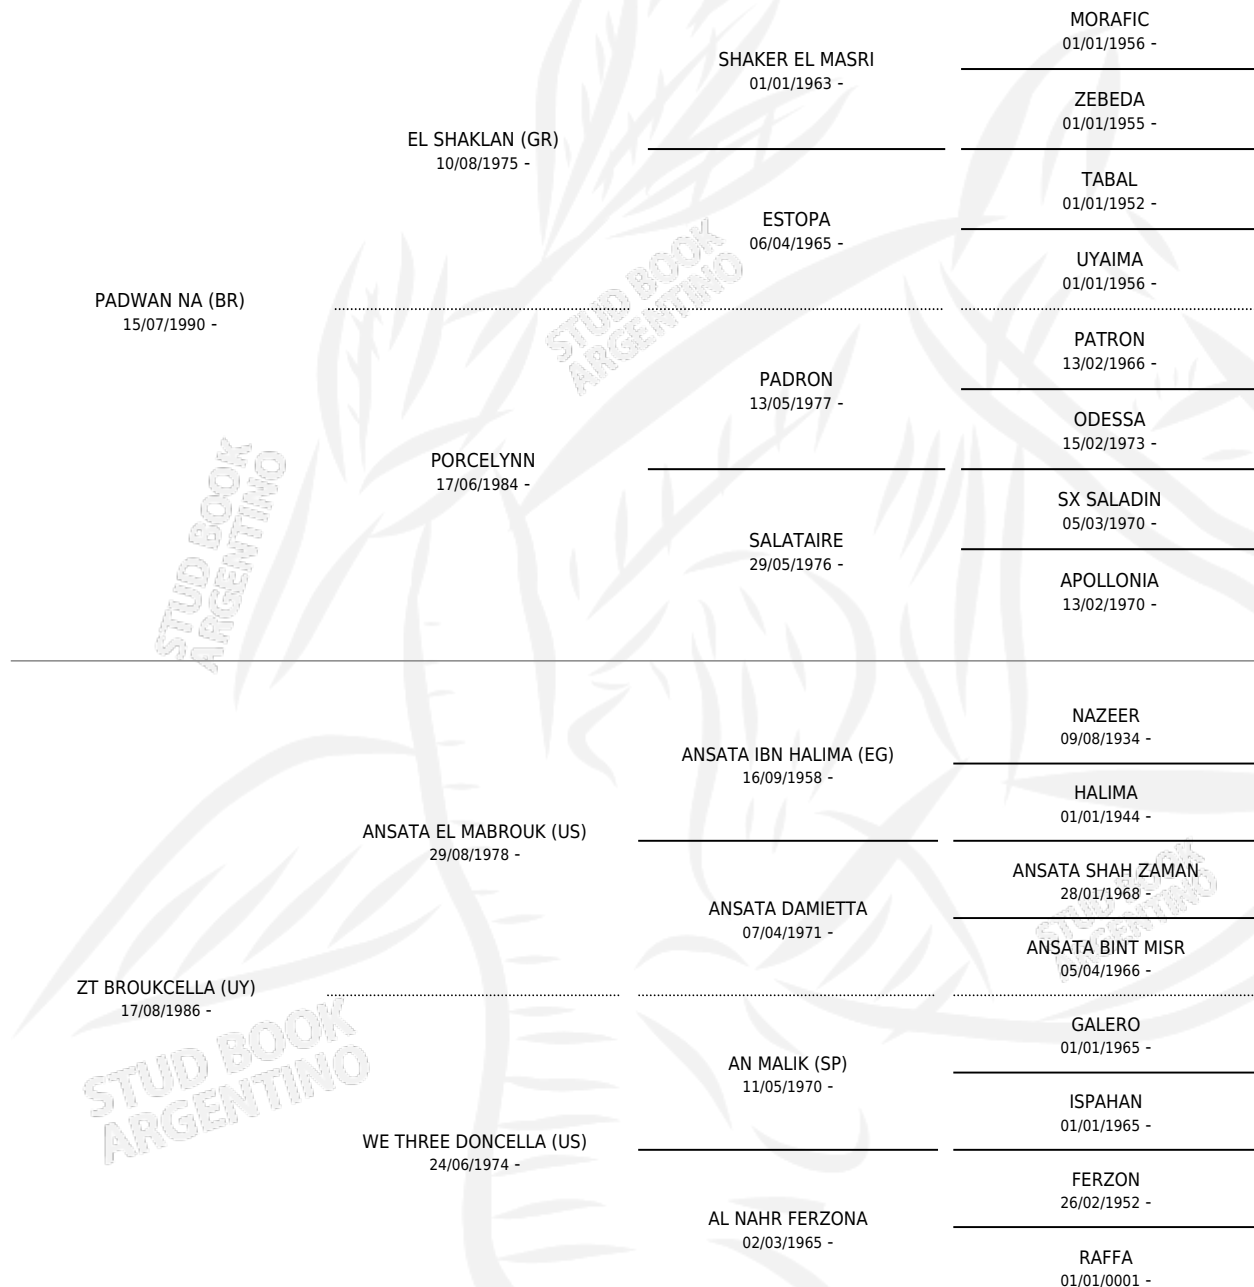 MORAFIC
01/01/1956 -
SHAKER EL MASRI
01/01/1963 -
ZEBEDA
01/01/1955 -
EL SHAKLAN (GR)
10/08/1975 -
TABAL
01/01/1952 -
ESTOPA
06/04/1965 -
UYAIMA
01/01/1956 -
PADWAN NA (BR)
15/07/1990 -
PATRON
13/02/1966 -
PADRON
13/05/1977 -
ODESSA
15/02/1973 -
PORCELYNN
17/06/1984 -
SX SALADIN
05/03/1970 -
SALATAIRE
29/05/1976 -
APOLLONIA
13/02/1970 -
STUD BOOK
ARGENTINO
STUD BOOK
ARGENTINO
NAZEER
09/08/1934 -
ANSATA IBN HALIMA (EG)
16/09/1958 -
HALIMA
01/01/1944 -
ANSATA EL MABROUK (US)
29/08/1978 -
ANSATA SHAH ZAMAN
28/01/1968 -
ANSATA DAMIETTA
07/04/1971 -
ANSATA BINT MISR
05/04/1966 -
STUD BOOK
ARGENTINO
ZT BROUKCELLA (UY)
17/08/1986 -
GALERO
01/01/1965 -
AN MALIK (SP)
11/05/1970 -
ISPAHAN
01/01/1965 -
WE THREE DONCELLA (US)
24/06/1974 -
FERZON
26/02/1952 -
AL NAHR FERZONA
02/03/1965 -
RAFFA
01/01/0001 -
STUD BOOK
ARGENTINO